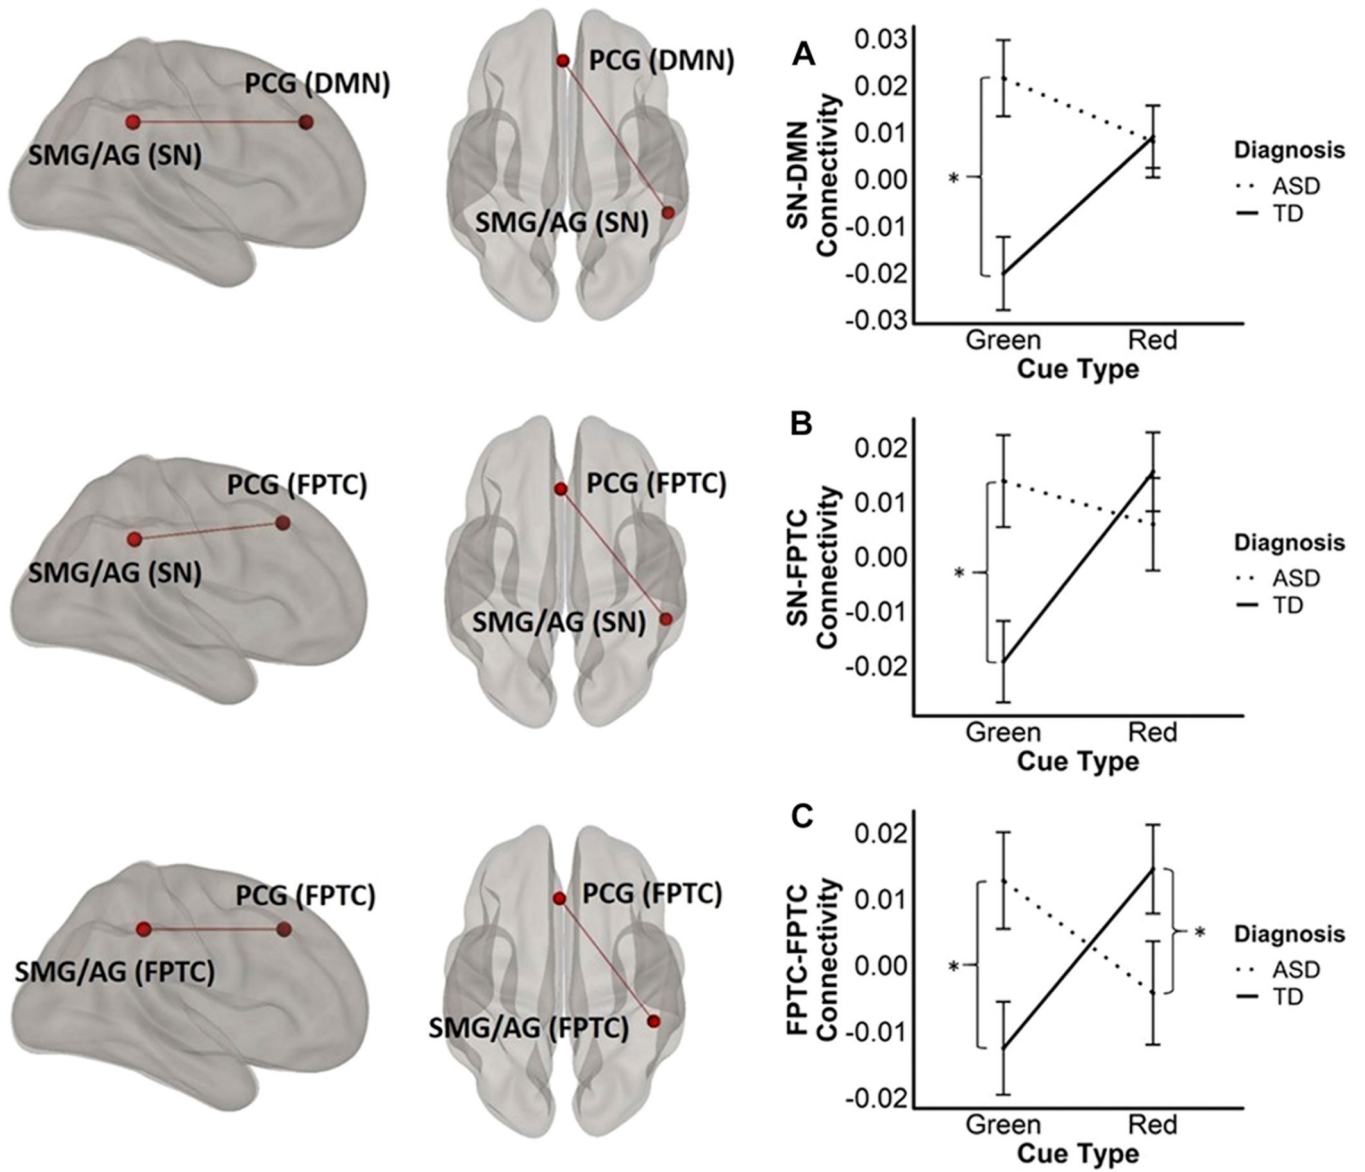 PCG (DMN)
SMG/AG (SN)
PCG (DMN)
SMG/AG (SN)
A
SN-DMN
Connectivity
0.03
0.02
0.01
0.00
-0.01
-0.02
-0.03
*
Green
Red
Cue Type
Diagnosis
ASD
TD
PCG (FPTC)
SMG/AG (SN)
PCG (FPTC)
SMG/AG (SN)
B
SN-FPTC
Connectivity
0.02
0.01
0.00
-0.01
-0.02
*
Green
Red
Cue Type
Diagnosis
ASD
TD
PCG (FPTC)
SMG/AG (FPTC)
PCG (FPTC)
SMG/AG (FPTC)
C
FPTC-FPTC
Connectivity
0.02
0.01
0.00
-0.01
-0.02
*
*
Green
Red
Cue Type
Diagnosis
ASD
TD